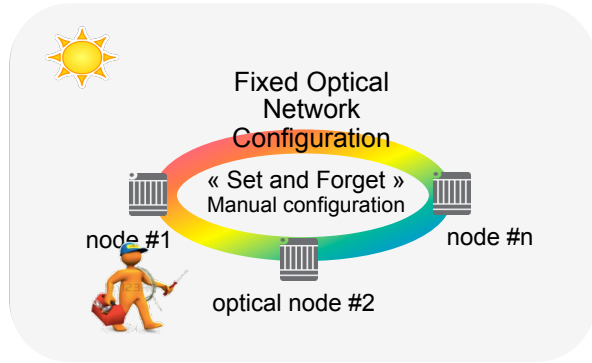 Fixed Optical
Network
Configuration
« Set and Forget »
Manual configuration
node #1
node #n
optical node #2